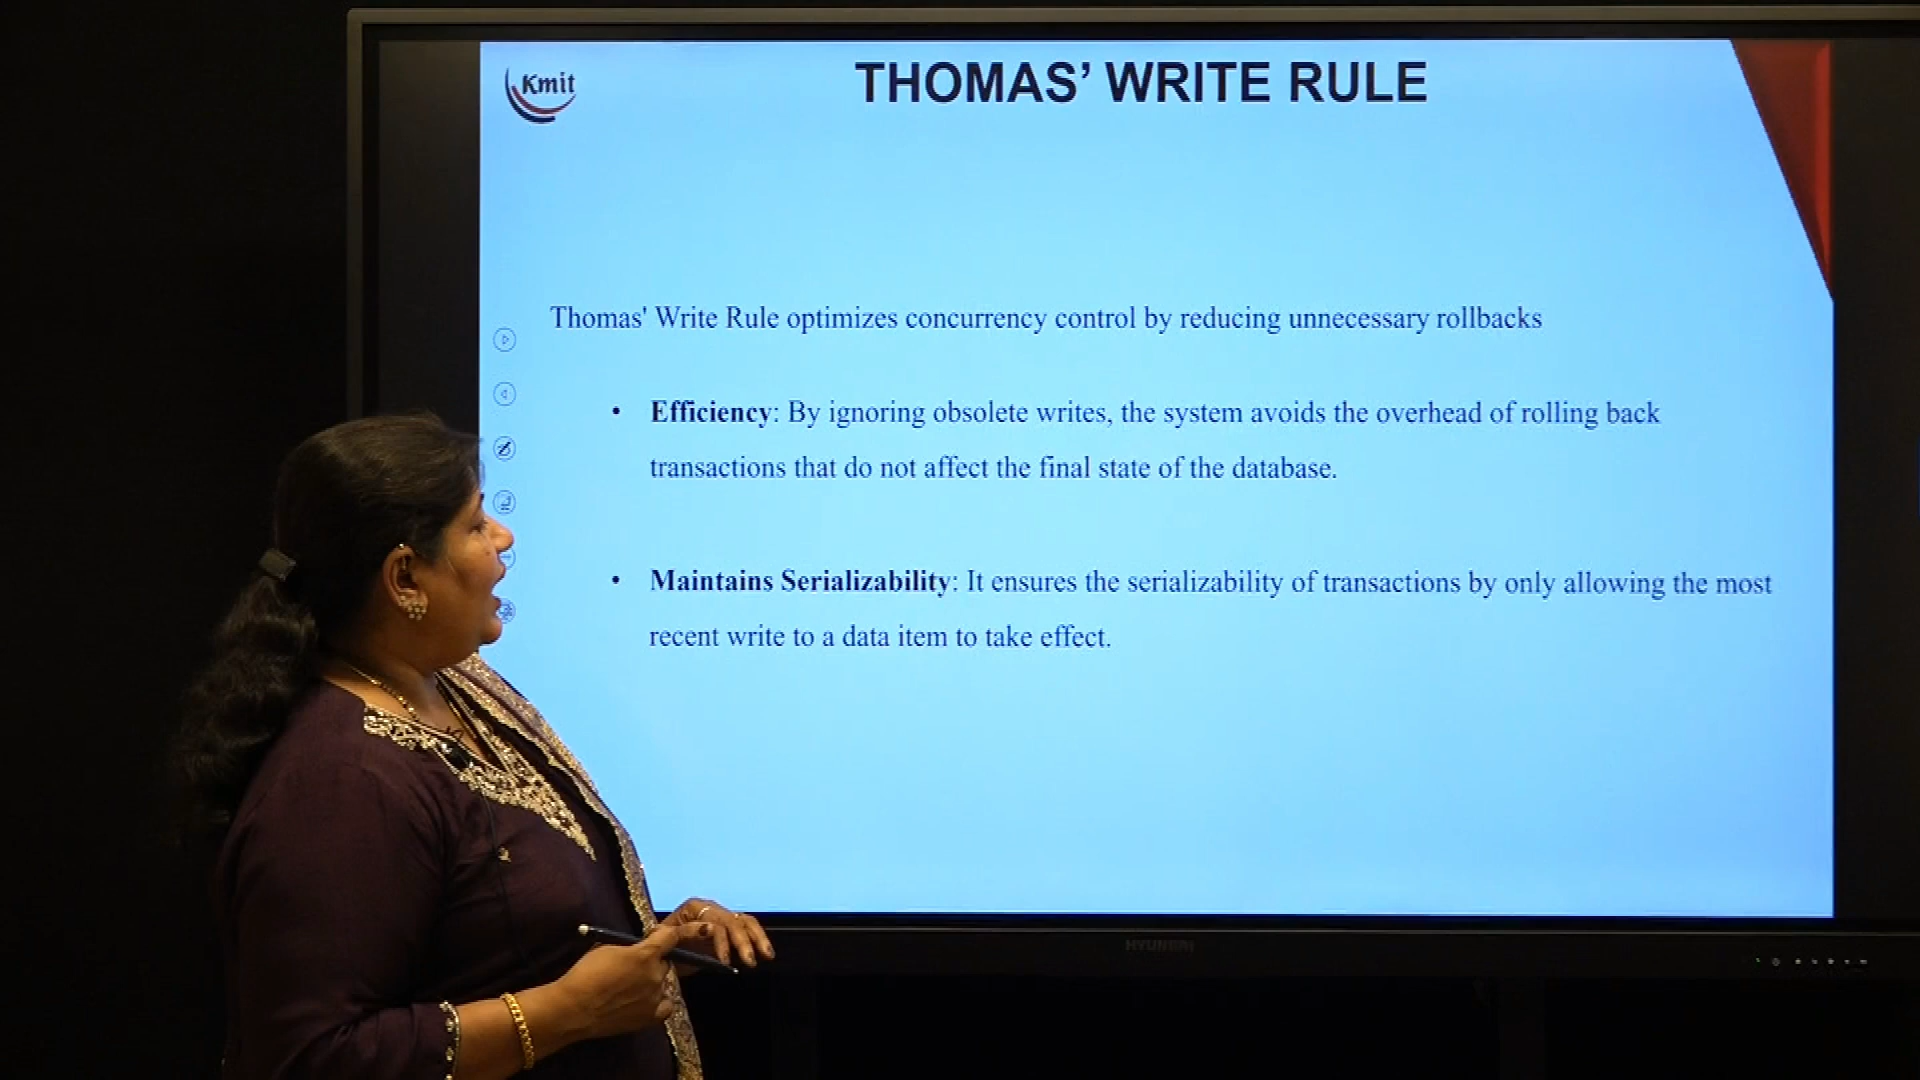 Kmit
THOMAS’ WRITE RULE
Thomas' Write Rule optimizes concurrency control by reducing unnecessary rollbacks
• Efficiency: By ignoring obsolete writes, the system avoids the overhead of rolling back
transactions that do not affect the final state of the database.
• Maintains Serializability: It ensures the serializability of transactions by only allowing the most
recent write to a data item to take effect.
HYUNDAI